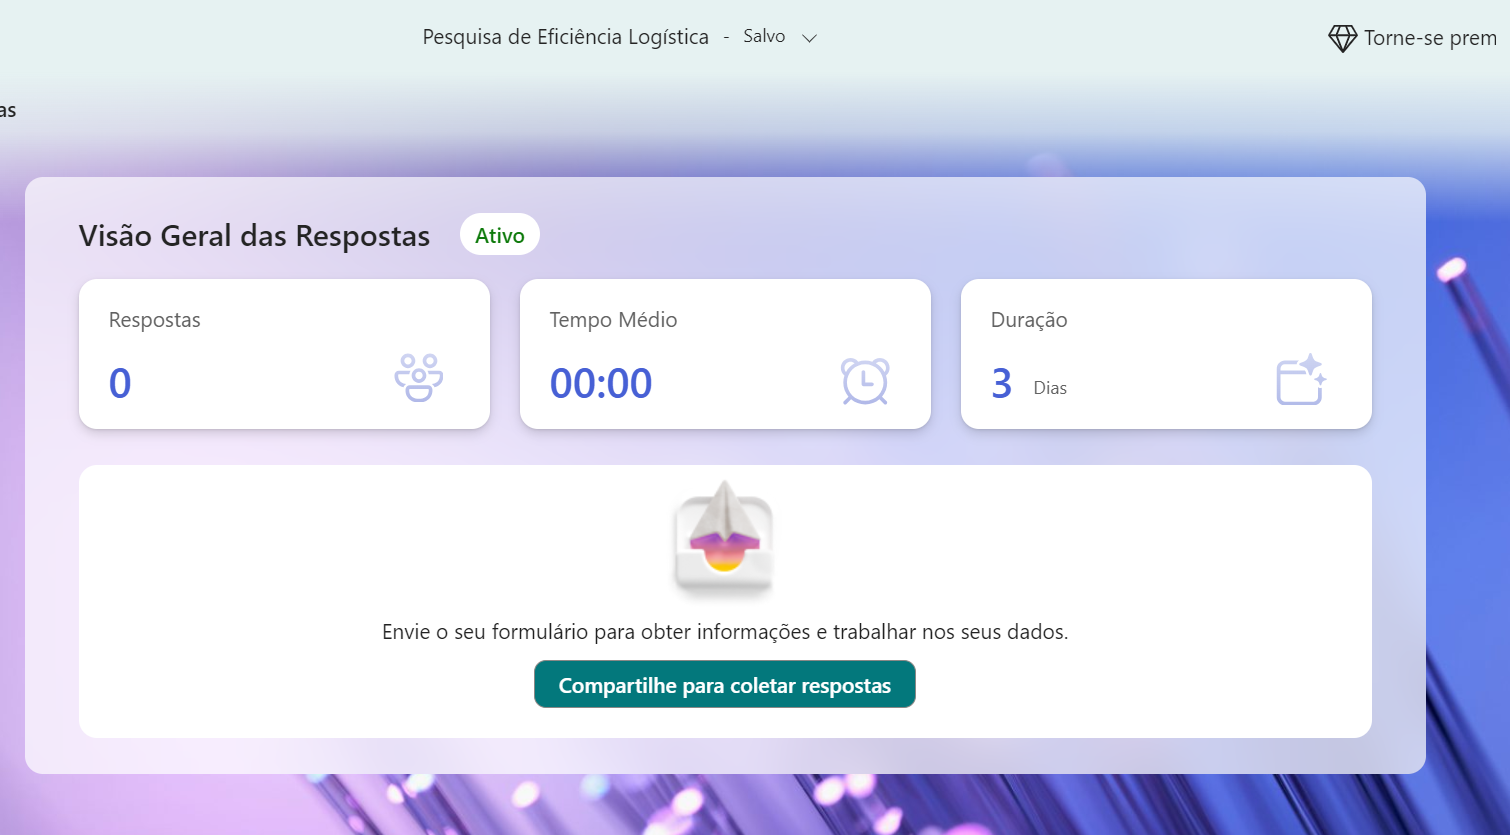 Pesquisa de Eficiência Logística - Salvo
Torne-se prem
as
Visão Geral das Respostas
Ativo
Respostas
0
Tempo Médio
00:00
Duração
3 Dias
Envie o seu formulário para obter informações e trabalhar nos seus dados.
Compartilhe para coletar respostas